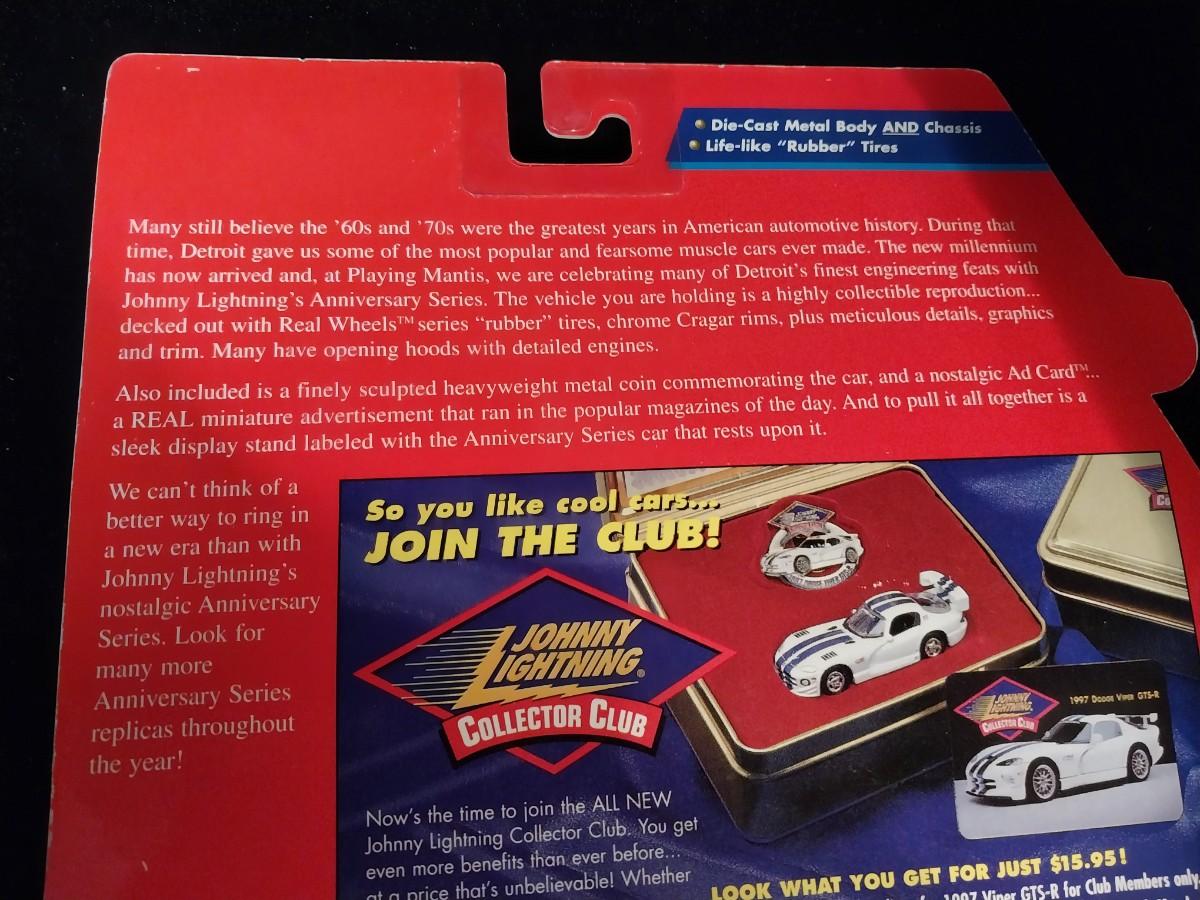 • Die-Cast Metal Body AND Chassis
• Life-like "Rubber" Tires
Many still believe the '60s and '70s were the greatest years in American automotive history. During that
time, Detroit gave us some of the most popular and fearsome muscle cars ever made. The new millennium
has now arrived and, at Playing Mantis, we are celebrating many of Detroit's finest engineering feats with
Johnny Lightning's Anniversary Series. The vehicle you are holding is a highly collectible reproduction...
decked out with Real Wheels™ series "rubber" tires, chrome Cragar rims, plus meticulous details, graphics
and trim. Many have opening hoods with detailed engines.
Also included is a finely sculpted heavyweight metal coin commemorating the car, and a nostalgic Ad Card™...
a REAL miniature advertisement that ran in the popular magazines of the day. And to pull it all together is a
sleek display stand labeled with the Anniversary Series car that rests upon it.
We can't think of a
better way to ring in
a new era than with
Johnny Lightning's
nostalgic Anniversary
Series. Look for
many more
Anniversary Series
replicas throughout
the year!
So you like cool cars...
JOIN THE CLUB!
JOHNNY
LIGHTNING®
COLLECTOR CLUB
1997 DODGE VIPER GTS-R
JOHNNY
LIGHTNING
COLLECTOR CLUB
Now's the time to join the ALL NEW
Johnny Lightning Collector Club. You get
even more benefits than ever before...
at a price that's unbelievable! Whether
LOOK WHAT YOU GET FOR JUST $15.95!
1997 Viper GTS-R for Club Members only.